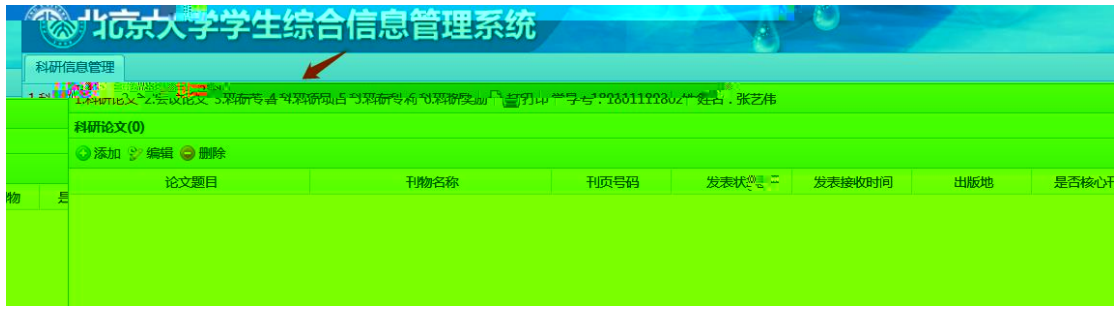 北京大学学生综合信息管理系统
科研信息管理
1.科研论文 2.会议论文 3.科研专著 4.科研项目 5.科研专利 6.科研奖励 打印 学号：1801111802 姓名：张艺伟
科研论文(0)
添加 编辑 删除
论文题目 刊物名称 刊页号码 发表状 发表接收时间 出版地 是否核心刊
物 是